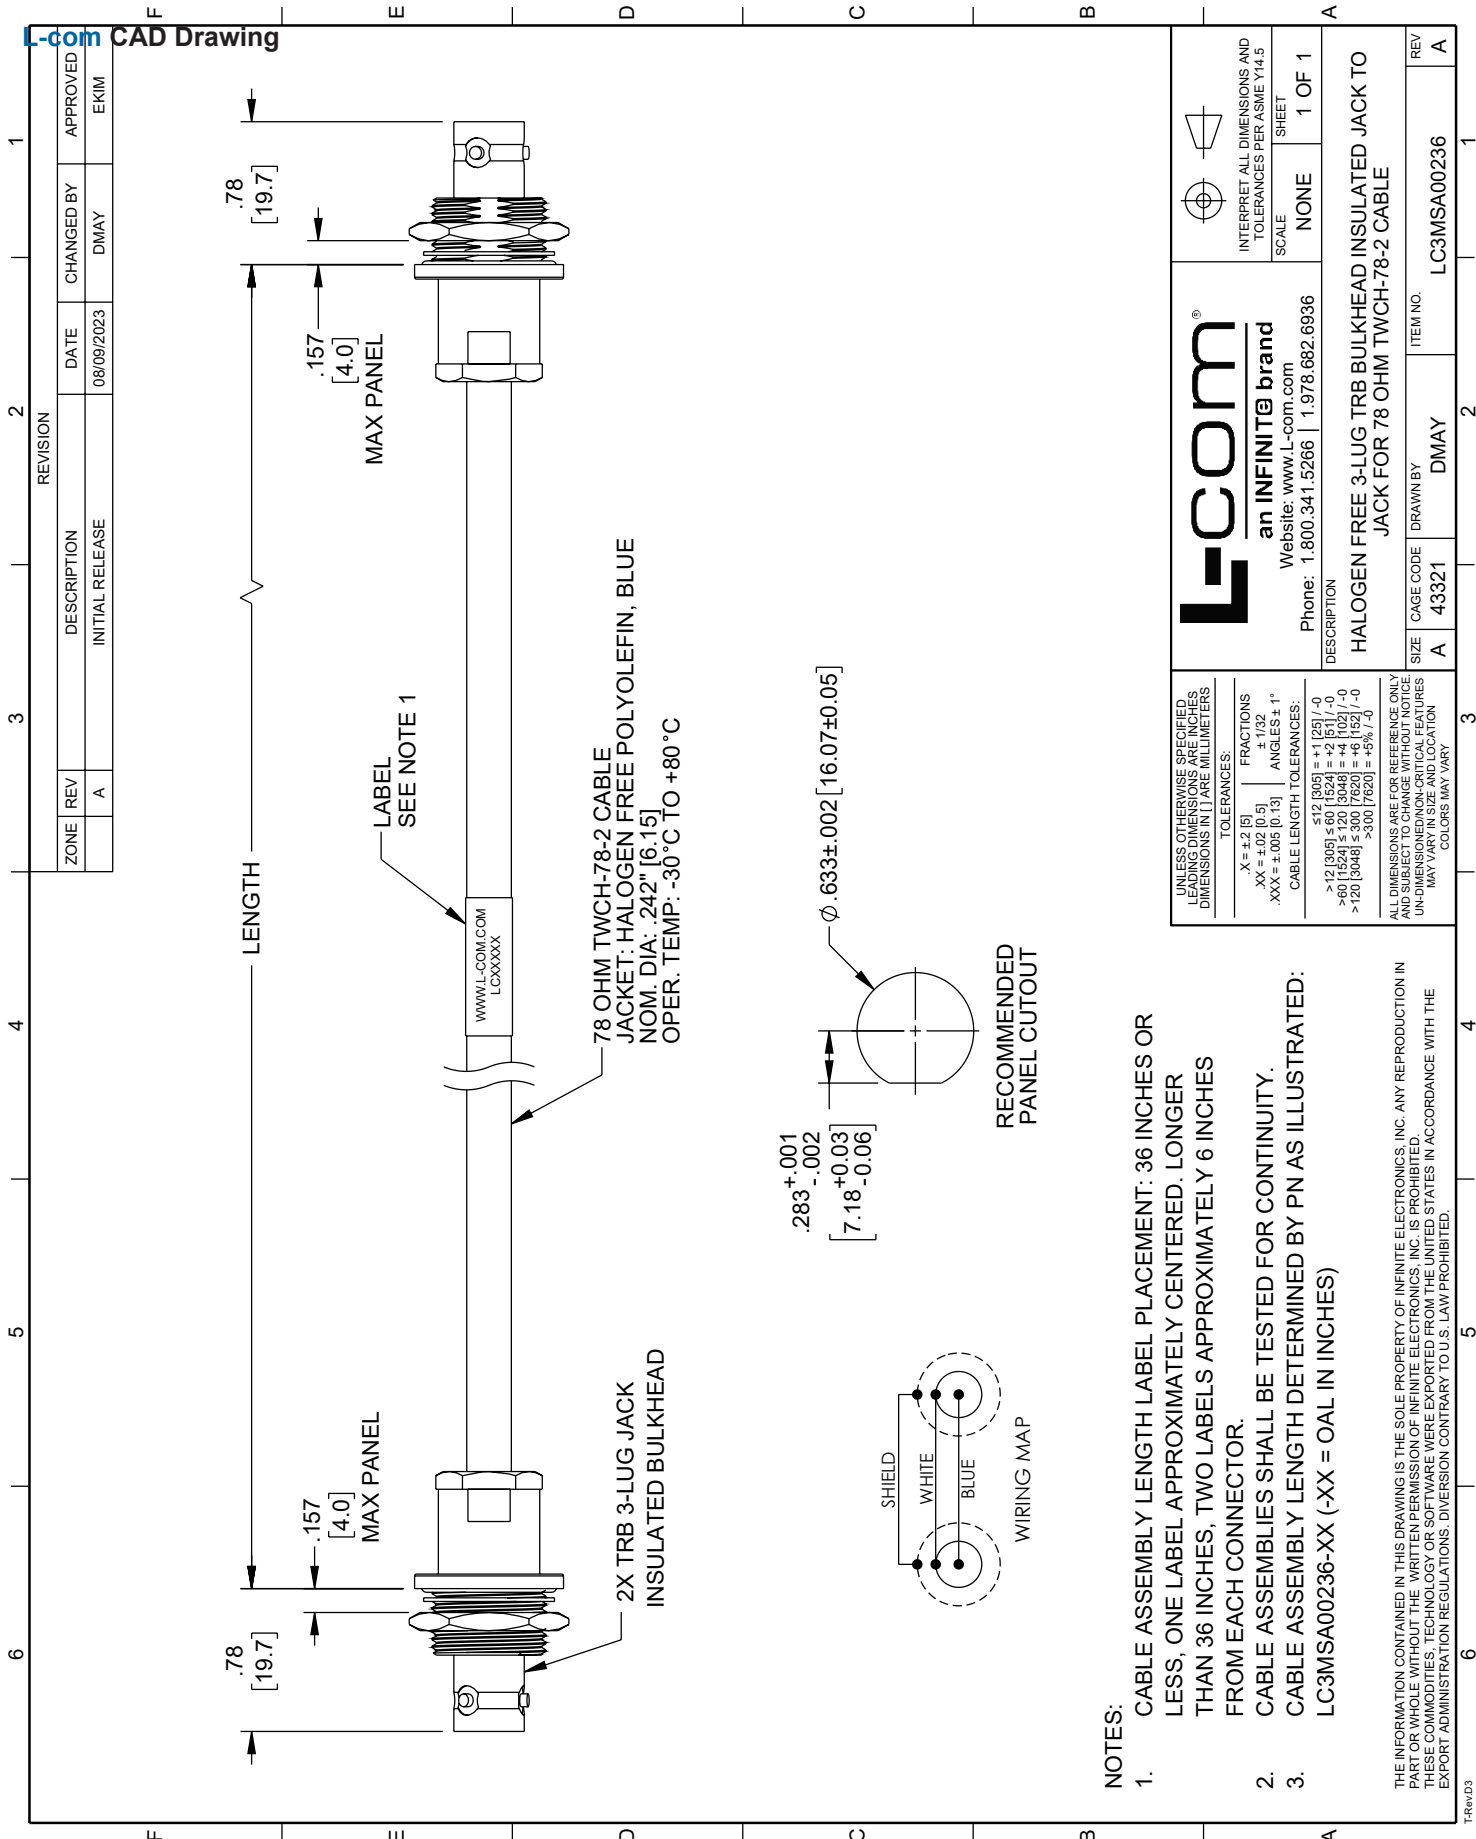 L-com CAD Drawing
REVISION
ZONE REV DESCRIPTION DATE CHANGED BY APPROVED
A INITIAL RELEASE 08/09/2023 DMAY EKIM
6 5 4 3 2 1
F E D C B A
.78
[19.7]
LENGTH
.78
[19.7]
.157
[4.0]
MAX PANEL
.157
[4.0]
MAX PANEL
LABEL
SEE NOTE 1
WWW.L-COM.COM
LCXXXXX
2X TRB 3-LUG JACK
INSULATED BULKHEAD
78 OHM TWCH-78-2 CABLE
JACKET: HALOGEN FREE POLYOLEFIN, BLUE
NOM. DIA: .242" [6.15]
OPER. TEMP: -30°C TO +80°C
SHIELD
WHITE
BLUE
WIRING MAP
.283 +.001
-.002
[7.18 +0.03
-0.06]
Ø.633±.002 [16.07±0.05]
RECOMMENDED
PANEL CUTOUT
NOTES:
1. CABLE ASSEMBLY LENGTH LABEL PLACEMENT: 36 INCHES OR
LESS, ONE LABEL APPROXIMATELY CENTERED. LONGER
THAN 36 INCHES, TWO LABELS APPROXIMATELY 6 INCHES
FROM EACH CONNECTOR.
2. CABLE ASSEMBLIES SHALL BE TESTED FOR CONTINUITY.
3. CABLE ASSEMBLY LENGTH DETERMINED BY PN AS ILLUSTRATED:
LC3MSA00236-XX (-XX = OAL IN INCHES)
THE INFORMATION CONTAINED IN THIS DRAWING IS THE SOLE PROPERTY OF INFINITE ELECTRONICS, INC. ANY REPRODUCTION IN
PART OR WHOLE WITHOUT THE WRITTEN PERMISSION OF INFINITE ELECTRONICS, INC. IS PROHIBITED.
THESE COMMODITIES, TECHNOLOGY OR SOFTWARE WERE EXPORTED FROM THE UNITED STATES IN ACCORDANCE WITH THE
EXPORT ADMINISTRATION REGULATIONS. DIVERSION CONTRARY TO U.S. LAW PROHIBITED.
UNLESS OTHERWISE SPECIFIED
LEADING DIMENSIONS ARE INCHES
DIMENSIONS IN [ ] ARE MILLIMETERS
TOLERANCES:
.X = ±.2 [5] FRACTIONS
.XX = ±.02 [0.5] ± 1/32
.XXX = ±.005 [0.13] ANGLES ± 1°
CABLE LENGTH TOLERANCES:
≤12 [305] = +1 [25] / -0
>12 [305] ≤ 60 [1524] = +2 [51] / -0
>60 [1524] ≤ 120 [3048] = +4 [102] / -0
>120 [3048] ≤ 300 [7620] = +6 [152] / -0
>300 [7620] = +5% / -0
ALL DIMENSIONS ARE FOR REFERENCE ONLY
AND SUBJECT TO CHANGE WITHOUT NOTICE.
UN-DIMENSIONED/NON-CRITICAL FEATURES
MAY VARY IN SIZE AND LOCATION
COLORS MAY VARY
L-com®
an INFINITE brand
Website: www.L-com.com
Phone: 1.800.341.5266 | 1.978.682.6936
INTERPRET ALL DIMENSIONS AND
TOLERANCES PER ASME Y14.5
SCALE SHEET
NONE 1 OF 1
DESCRIPTION
HALOGEN FREE 3-LUG TRB BULKHEAD INSULATED JACK TO
JACK FOR 78 OHM TWCH-78-2 CABLE
SIZE CAGE CODE DRAWN BY ITEM NO. REV
A 43321 DMAY LC3MSA00236 A
6 5 4 3 2 1
F E D C B A
T-Rev.D3